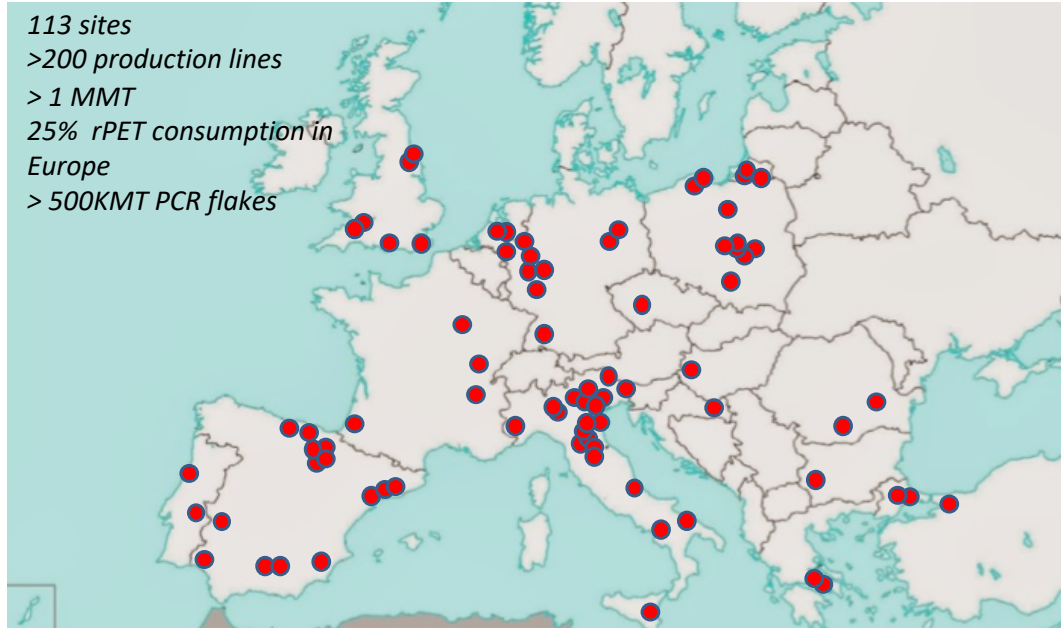 113 sites
>200 production lines
> 1 MMT
25% rPET consumption in
Europe
> 500KMT PCR flakes